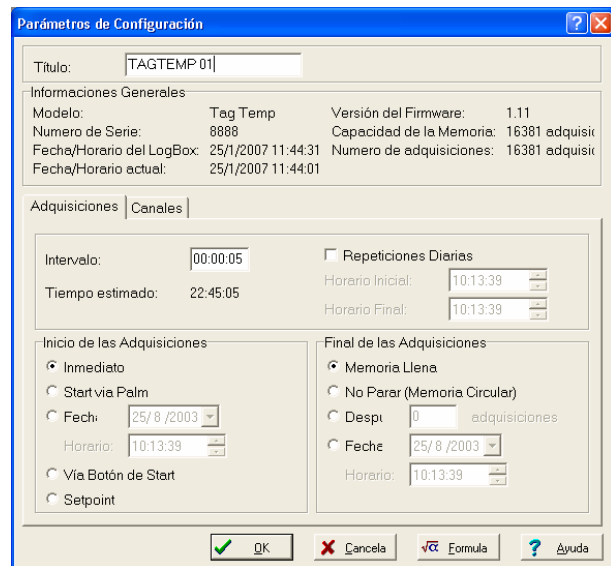 Parámetros de Configuración
Título: TAGTEMP 01
Informaciones Generales
Modelo: Tag Temp Versión del Firmware: 1.11
Numero de Serie: 8888 Capacidad de la Memoria: 16381 adquisic
Fecha/Horario del LogBox: 25/1/2007 11:44:31 Numero de adquisiciones: 16381 adquisic
Fecha/Horario actual: 25/1/2007 11:44:01
Adquisiciones Canales
Intervalo: 00:00:05
Tiempo estimado: 22:45:05
Repeticiones Diarias
Horario Inicial: 10:13:39
Horario Final: 10:13:39
Inicio de las Adquisiciones
Inmediato
Start via Palm
Fecha 25/ 8 /2003
Horario: 10:13:39
Vía Botón de Start
Setpoint
Final de las Adquisiciones
Memoria Llena
No Parar (Memoria Circular)
Despu 0 adquisiciones
Fecha 25/ 8 /2003
Horario: 10:13:39
OK Cancela √α Formula ? Ayuda